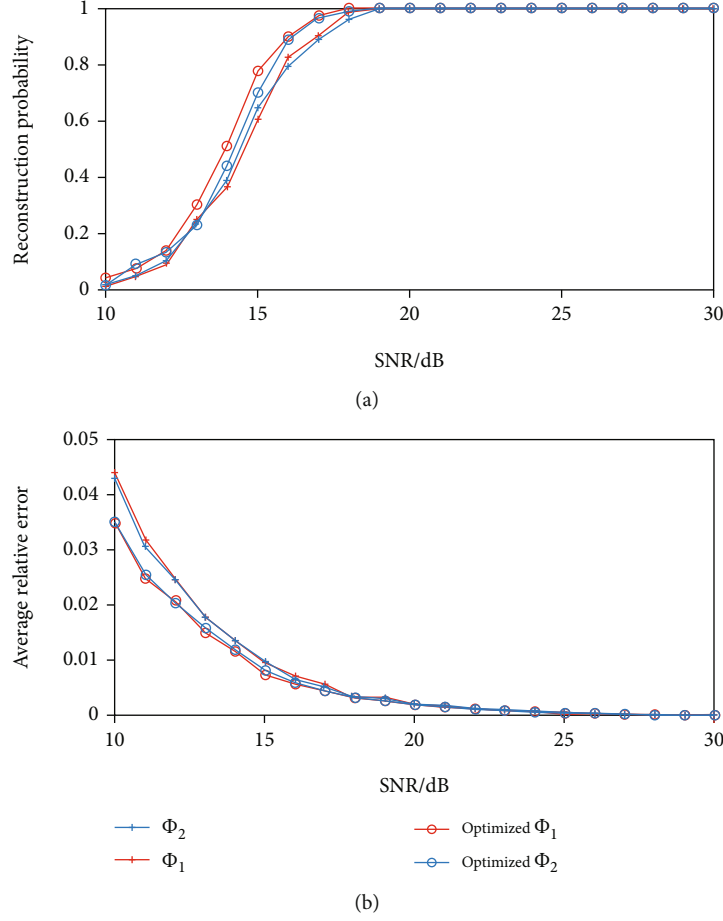 1
0.8
0.6
0.4
0.2
0
Reconstruction probability
10 15 20 25 30
SNR/dB
(a)
0.05
0.04
0.03
0.02
0.01
0
Average relative error
10 15 20 25 30
SNR/dB
Φ2 Optimized Φ1
Φ1 Optimized Φ2
(b)